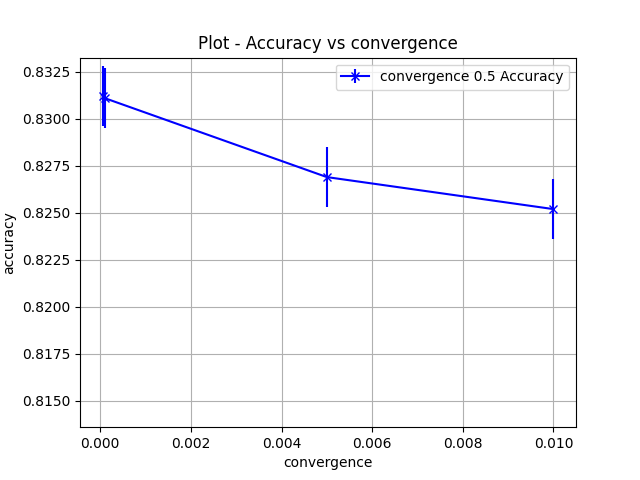 Plot - Accuracy vs convergence
convergence 0.5 Accuracy
0.8325
0.8300
0.8275
0.8250
0.8225
0.8200
0.8175
0.8150
accuracy
0.000 0.002 0.004 0.006 0.008 0.010
convergence